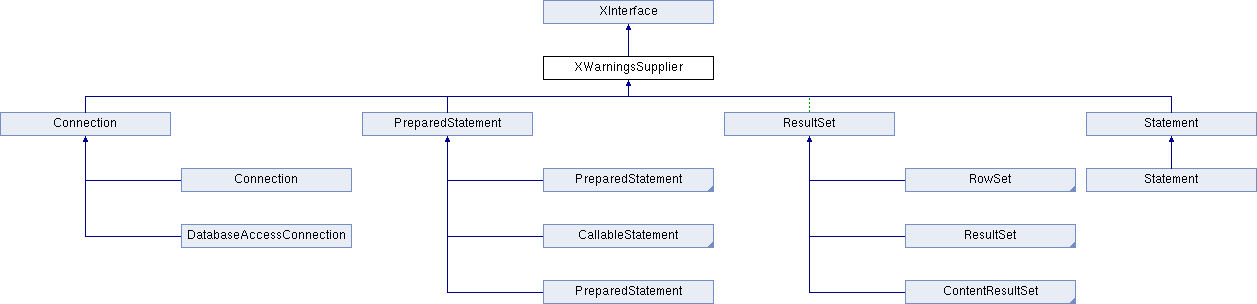 XInterface
XWarningsSupplier
Connection
PreparedStatement
ResultSet
Statement
Connection
PreparedStatement
RowSet
Statement
DatabaseAccessConnection
CallableStatement
ResultSet
PreparedStatement
ContentResultSet